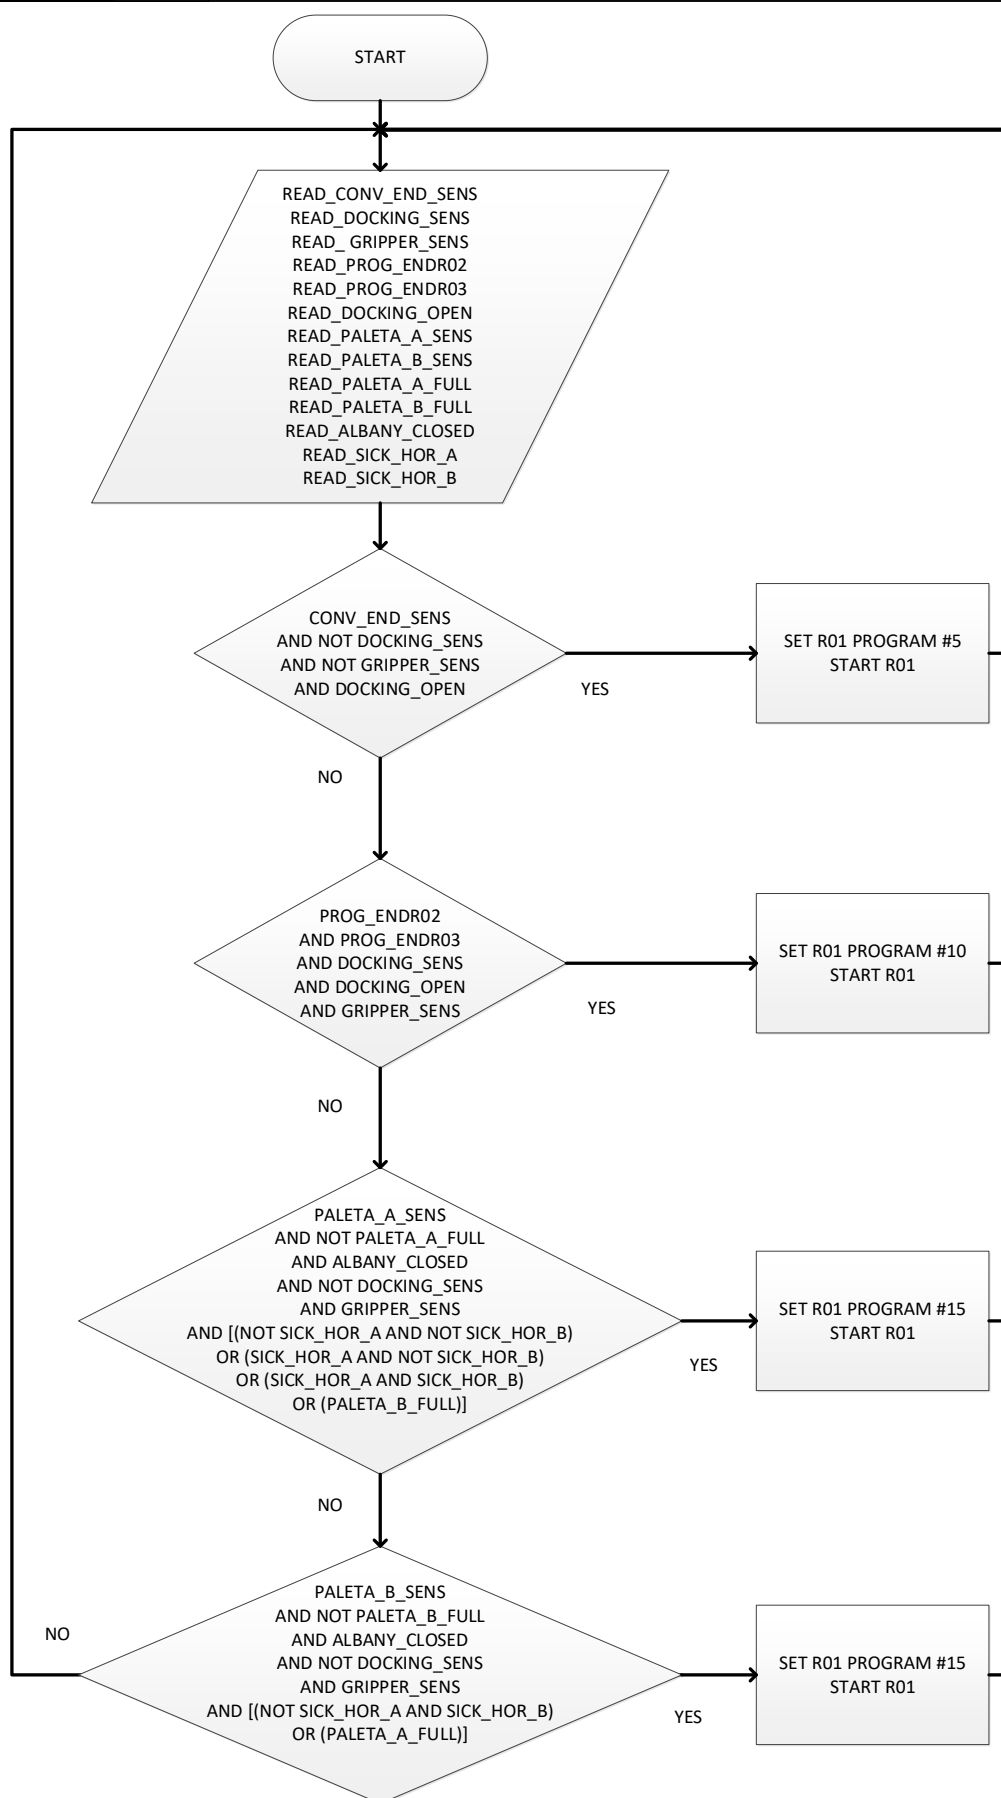 START
READ_CONV_END_SENS
READ_DOCKING_SENS
READ_ GRIPPER_SENS
READ_PROG_ENDR02
READ_PROG_ENDR03
READ_DOCKING_OPEN
READ_PALETA_A_SENS
READ_PALETA_B_SENS
READ_PALETA_A_FULL
READ_PALETA_B_FULL
READ_ALBANY_CLOSED
READ_SICK_HOR_A
READ_SICK_HOR_B
CONV_END_SENS
AND NOT DOCKING_SENS
AND NOT GRIPPER_SENS
AND DOCKING_OPEN
YES
SET R01 PROGRAM #5
START R01
NO
PROG_ENDR02
AND PROG_ENDR03
AND DOCKING_SENS
AND DOCKING_OPEN
AND GRIPPER_SENS
YES
SET R01 PROGRAM #10
START R01
NO
PALETA_A_SENS
AND NOT PALETA_A_FULL
AND ALBANY_CLOSED
AND NOT DOCKING_SENS
AND GRIPPER_SENS
AND [(NOT SICK_HOR_A AND NOT SICK_HOR_B)
OR (SICK_HOR_A AND NOT SICK_HOR_B)
OR (SICK_HOR_A AND SICK_HOR_B)
OR (PALETA_B_FULL)]
YES
SET R01 PROGRAM #15
START R01
NO
PALETA_B_SENS
AND NOT PALETA_B_FULL
AND ALBANY_CLOSED
AND NOT DOCKING_SENS
AND GRIPPER_SENS
AND [(NOT SICK_HOR_A AND SICK_HOR_B)
OR (PALETA_A_FULL)]
NO
YES
SET R01 PROGRAM #15
START R01